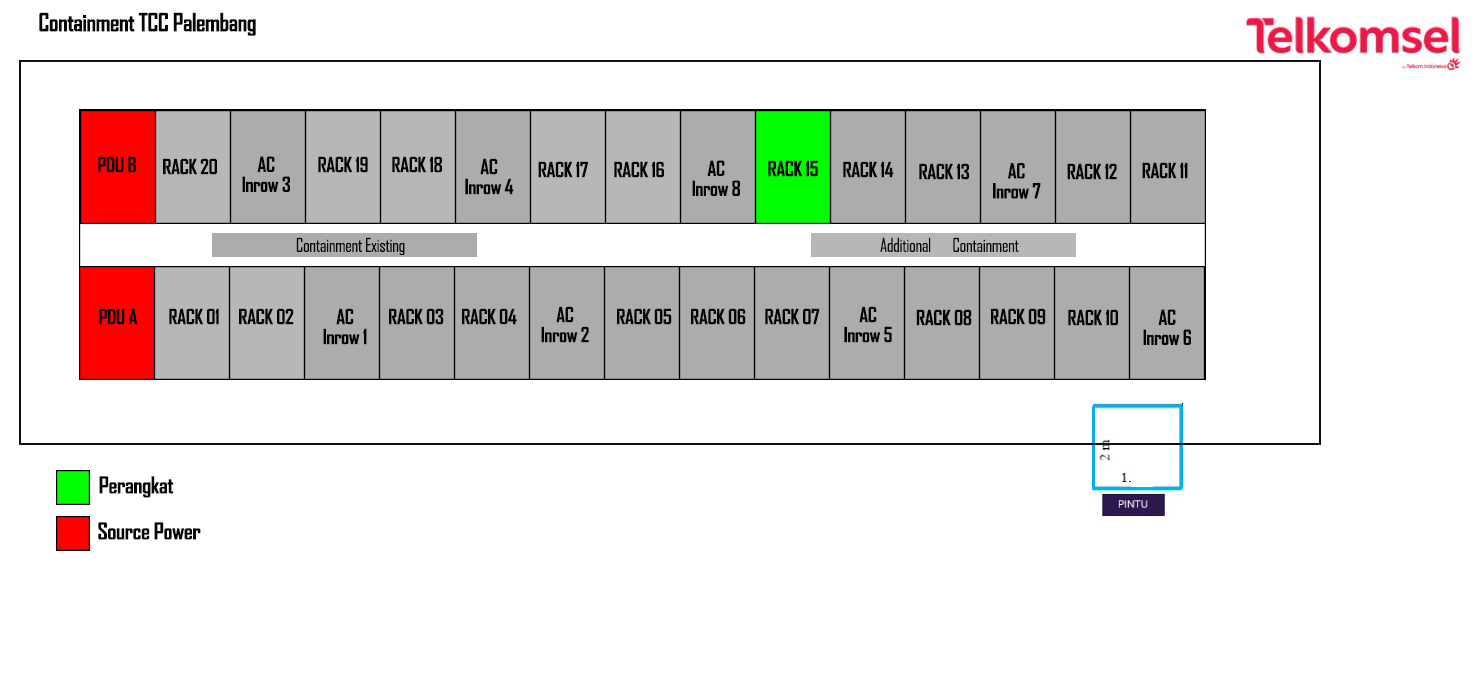 Containment TCC Palembang
Telkomsel
by Telkom Indonesia
PDU B
RACK 20
AC
Inrow 3
RACK 19
RACK 18
AC
Inrow 4
RACK 17
RACK 16
AC
Inrow 8
RACK 15
RACK 14
RACK 13
AC
Inrow 7
RACK 12
RACK 11
Containment Existing
Additional Containment
PDU A
RACK 01
RACK 02
AC
Inrow 1
RACK 03
RACK 04
AC
Inrow 2
RACK 05
RACK 06
RACK 07
AC
Inrow 5
RACK 08
RACK 09
RACK 10
AC
Inrow 6
2 m
1.
PINTU
Perangkat
Source Power